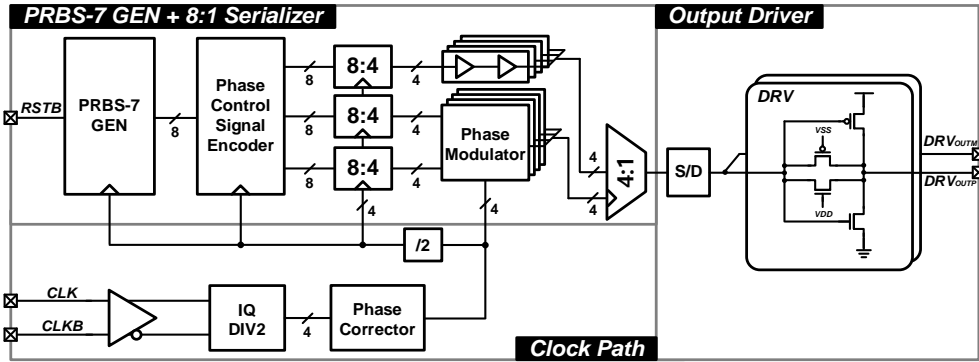 PRBS-7 GEN + 8:1 Serializer
Output Driver
RSTB
PRBS-7
GEN
8
Phase
Control
Signal
Encoder
8
8:4
4
8
8:4
4
8
8:4
4
Phase
Modulator
4
4
4:1
S/D
DRV
VSS
VDD
DRVOUTM
DRVOUTP
4
4
/2
CLK
CLKB
IQ
DIV2
4
Phase
Corrector
Clock Path